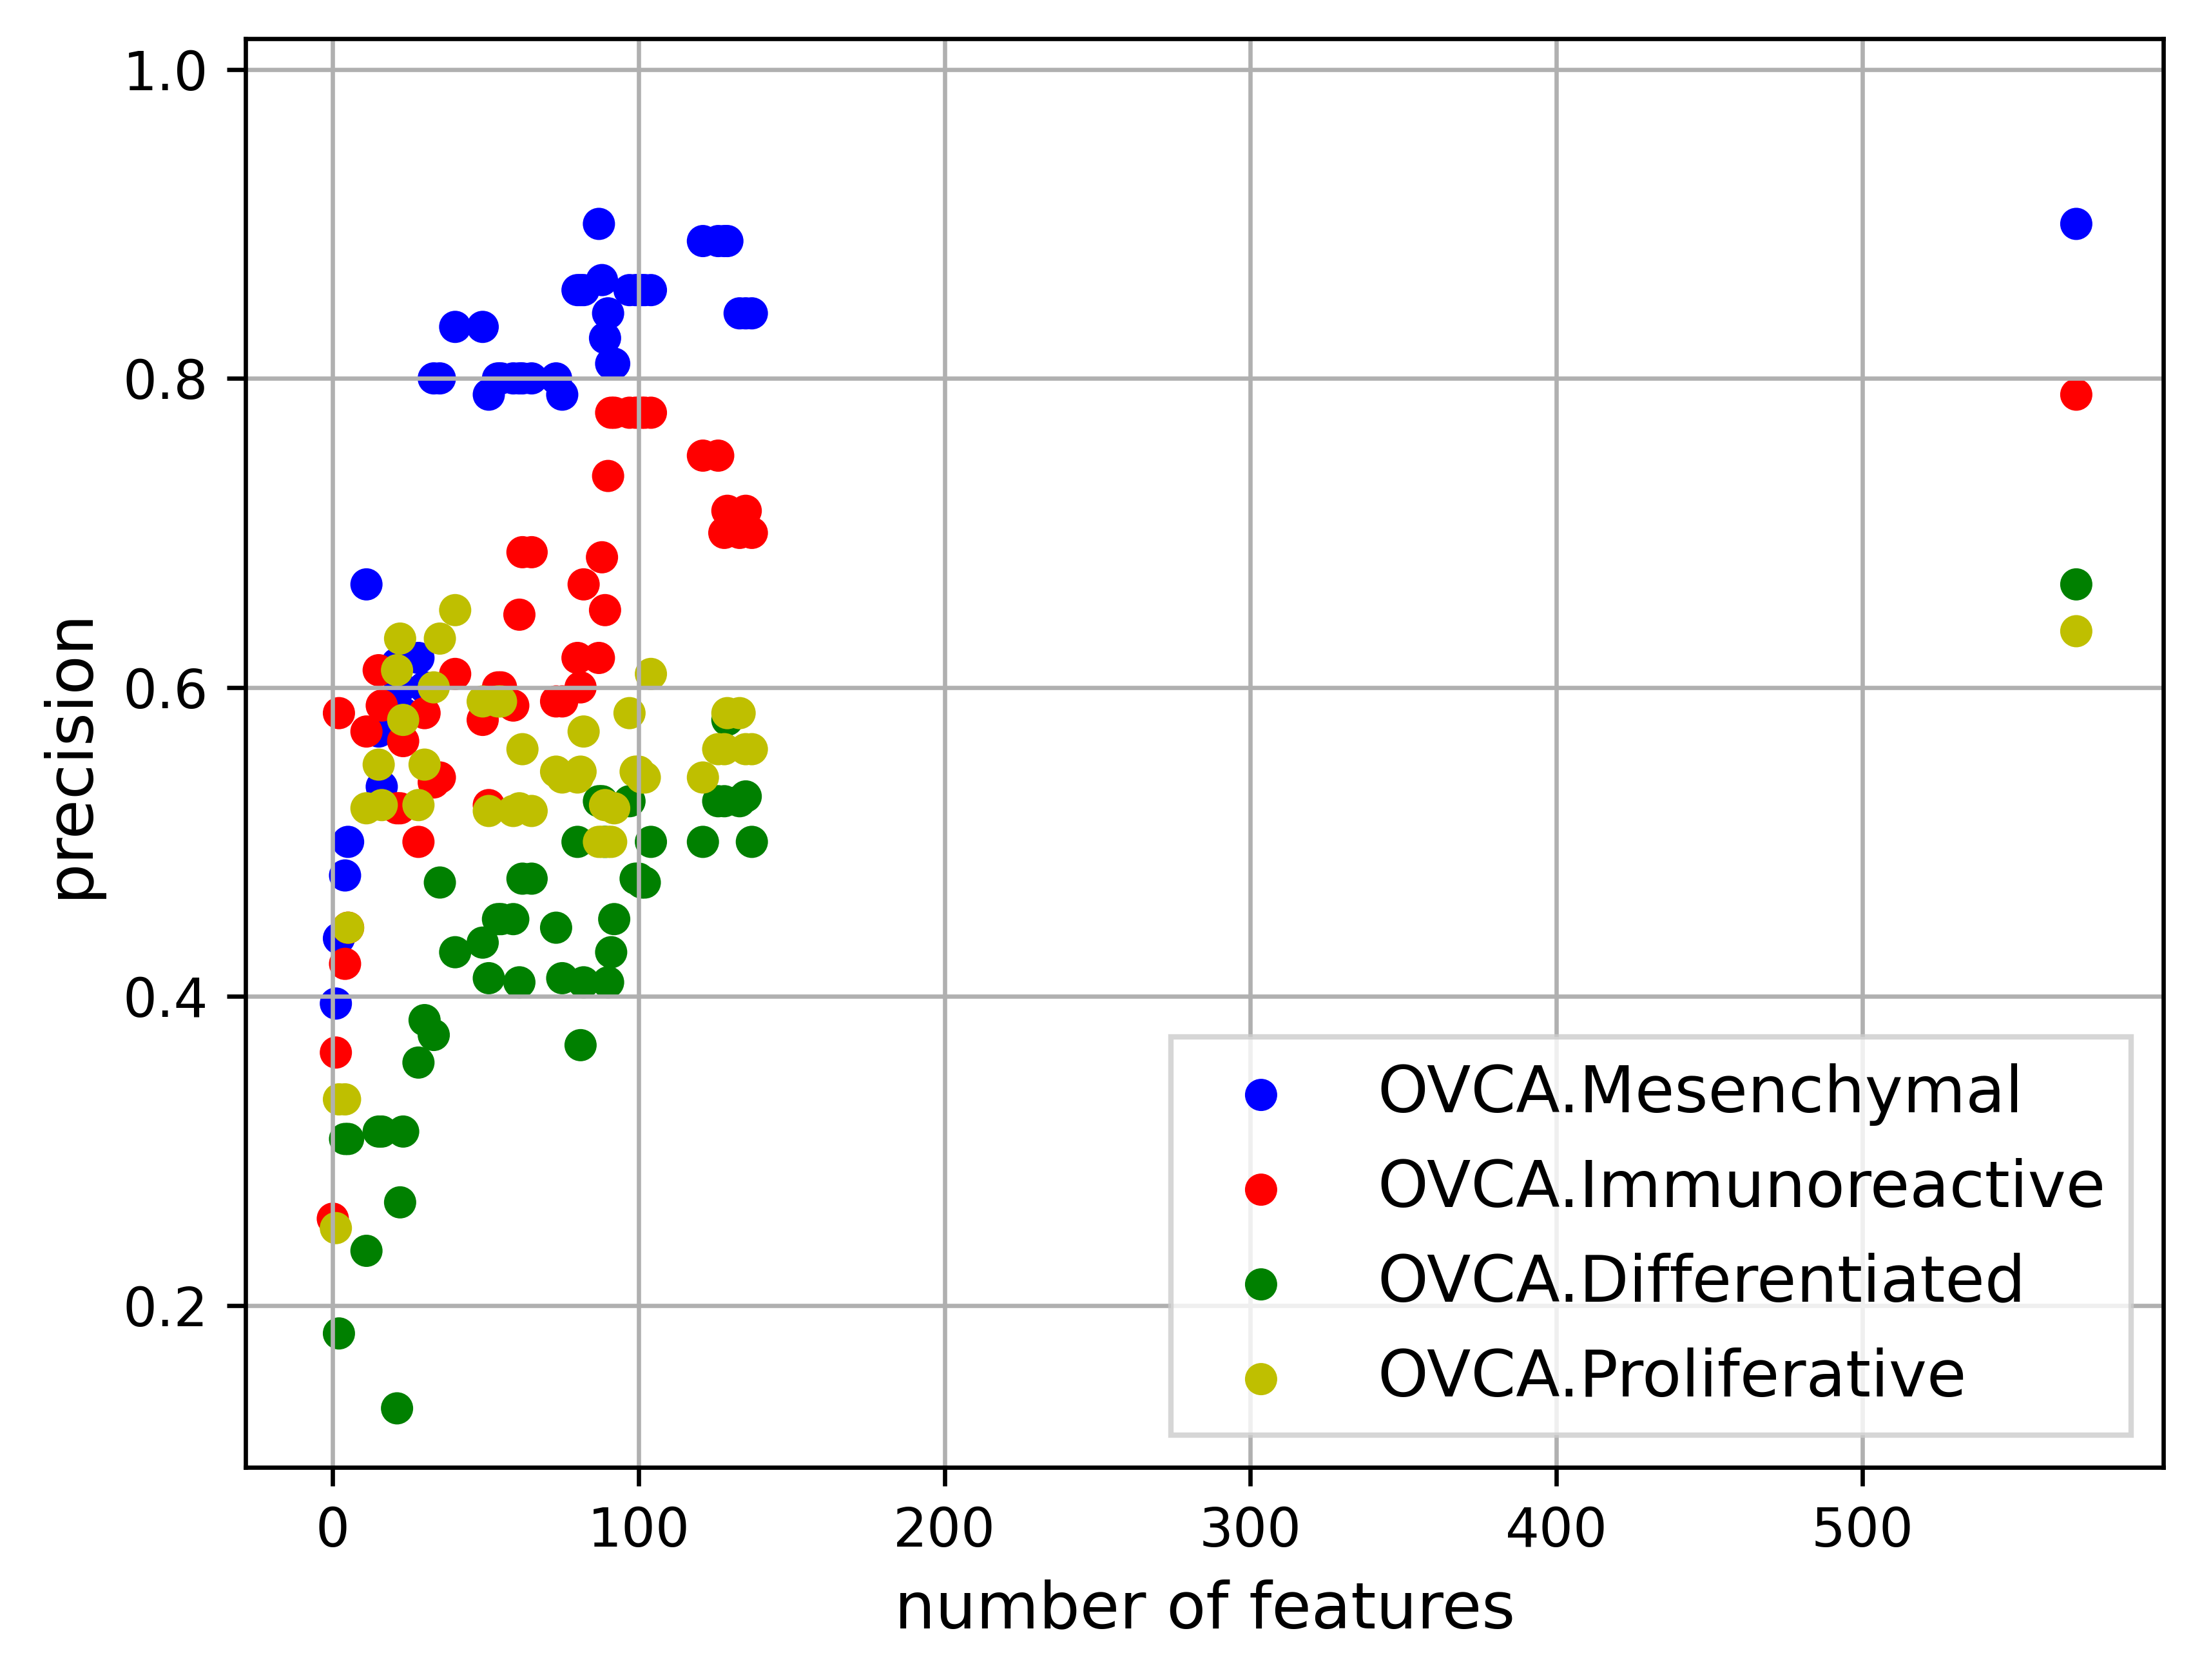 1.0
0.8
0.6
0.4
0.2
precision
0 100 200 300 400 500
number of features
OVCA.Mesenchymal
OVCA.Immunoreactive
OVCA.Differentiated
OVCA.Proliferative